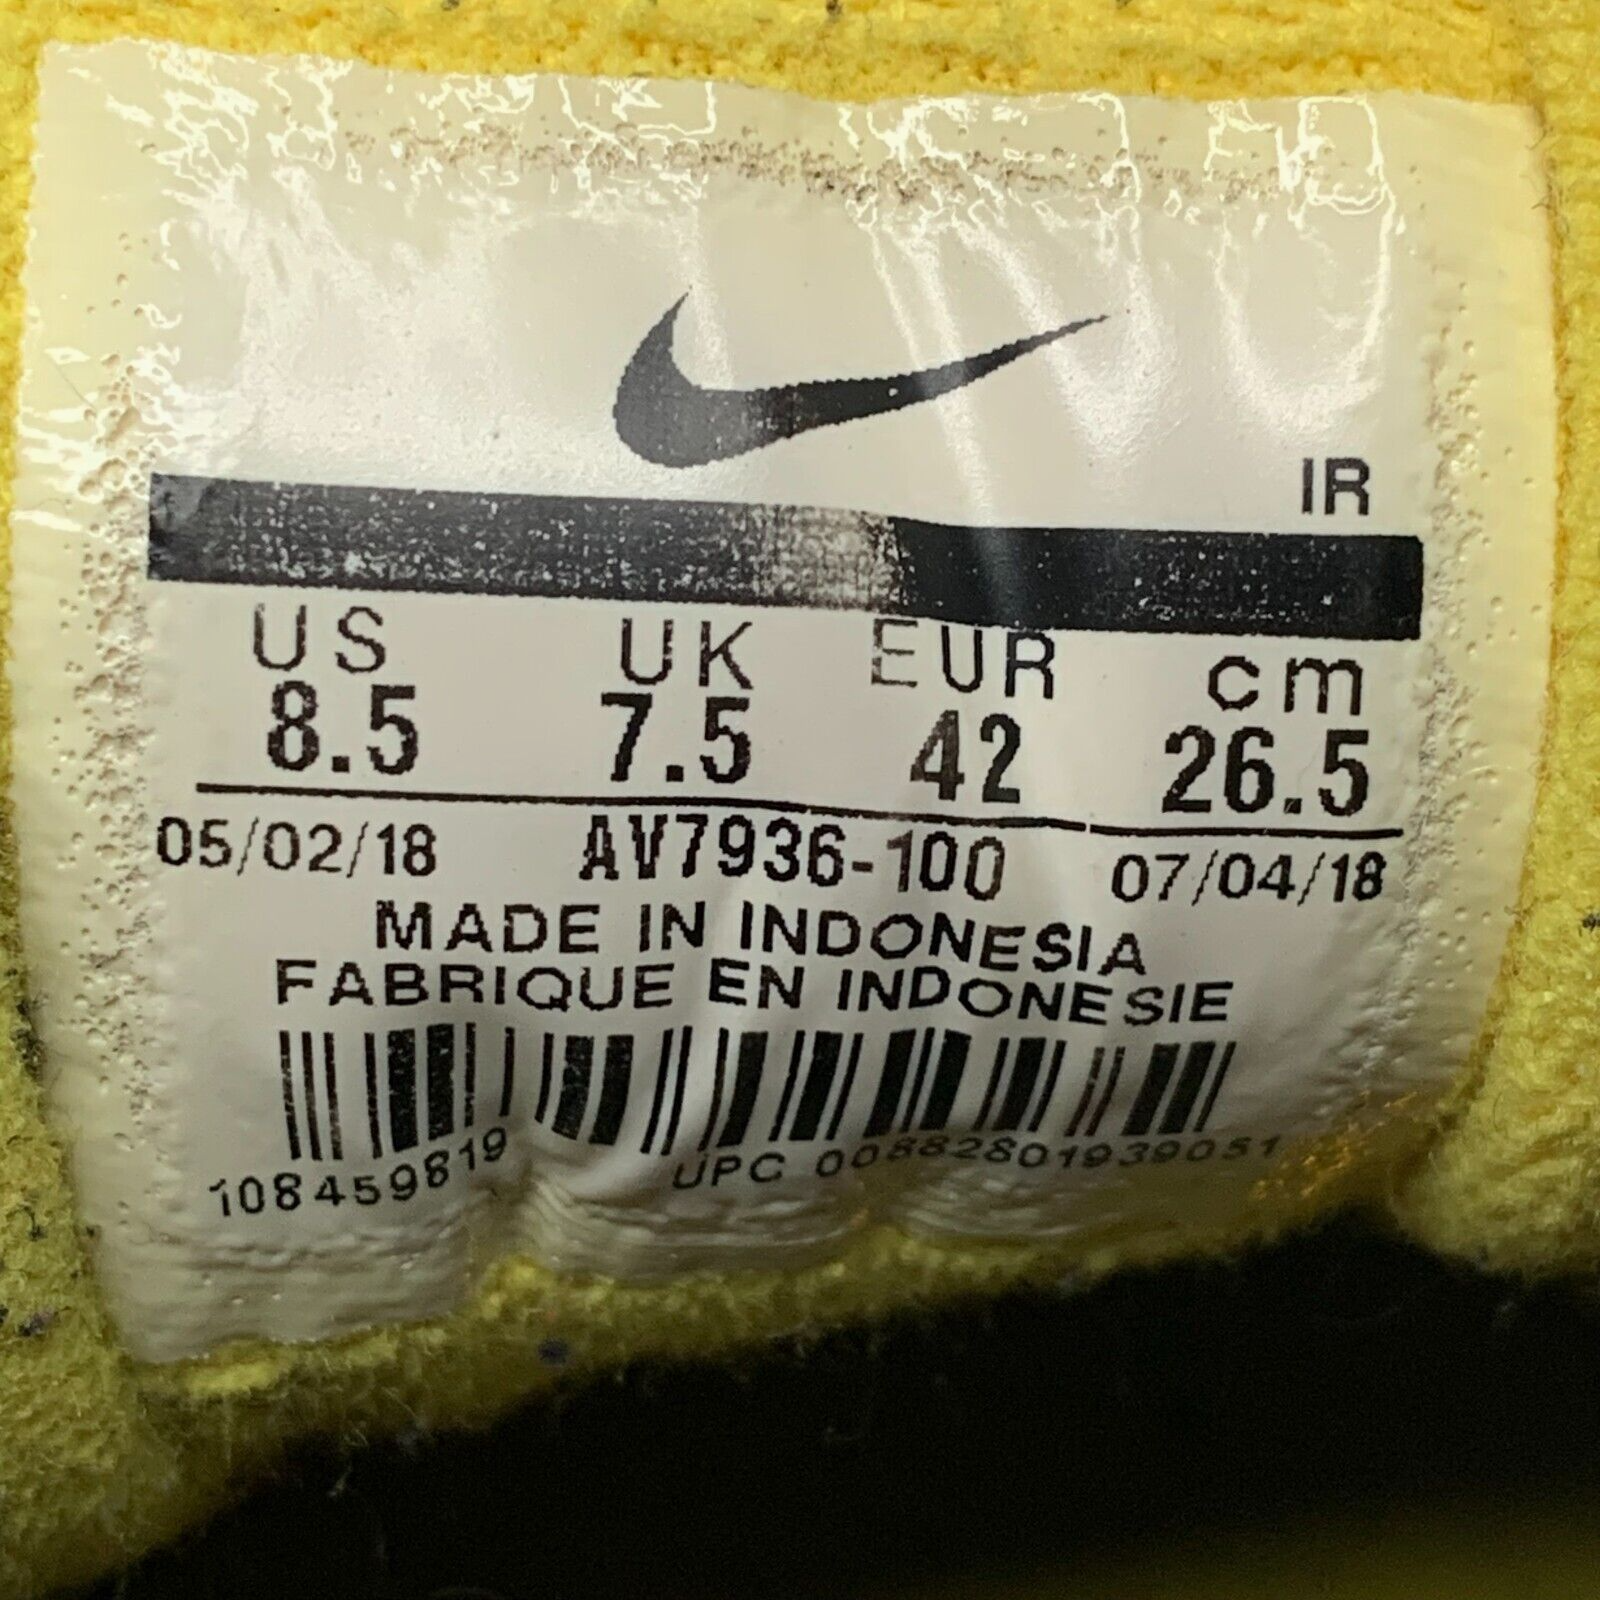 IR
US UK EUR cm
8.5 7.5 42 26.5
05/02/18 AV7936-100 07/04/18
MADE IN INDONESIA
FABRIQUE EN INDONESIE
108459819 UPC 00882801939051